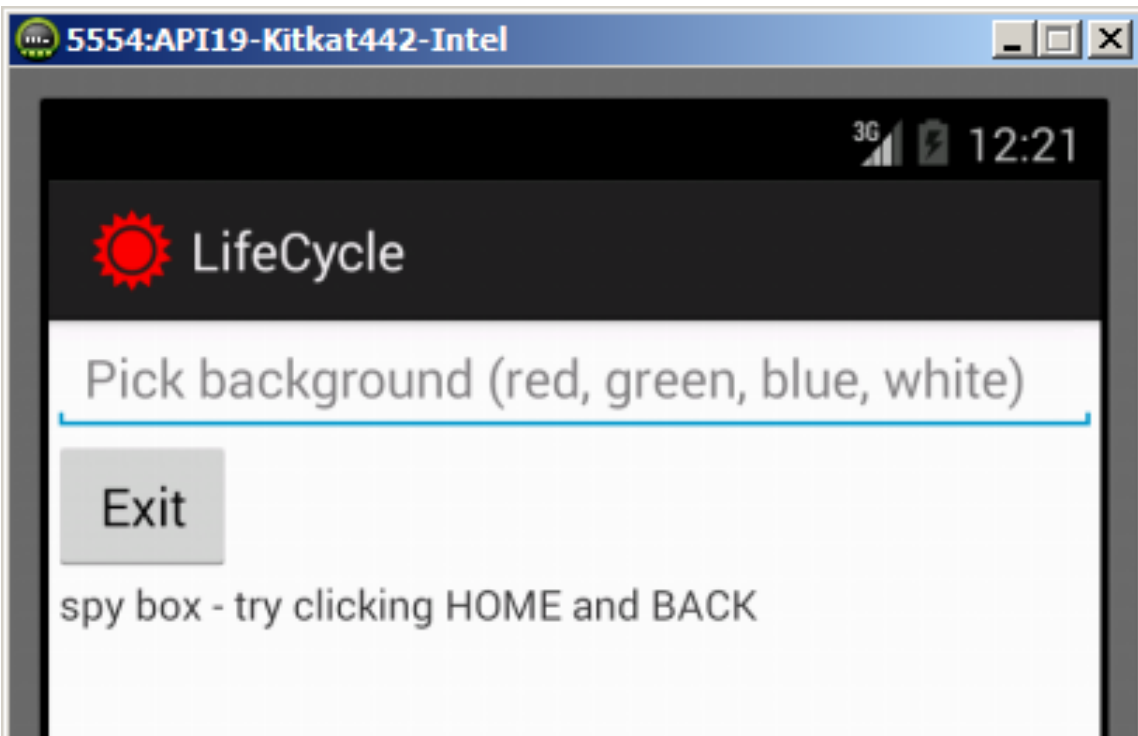 5554:API19-Kitkat442-Intel
3G 12:21
LifeCycle
Pick background (red, green, blue, white)
Exit
spy box - try clicking HOME and BACK